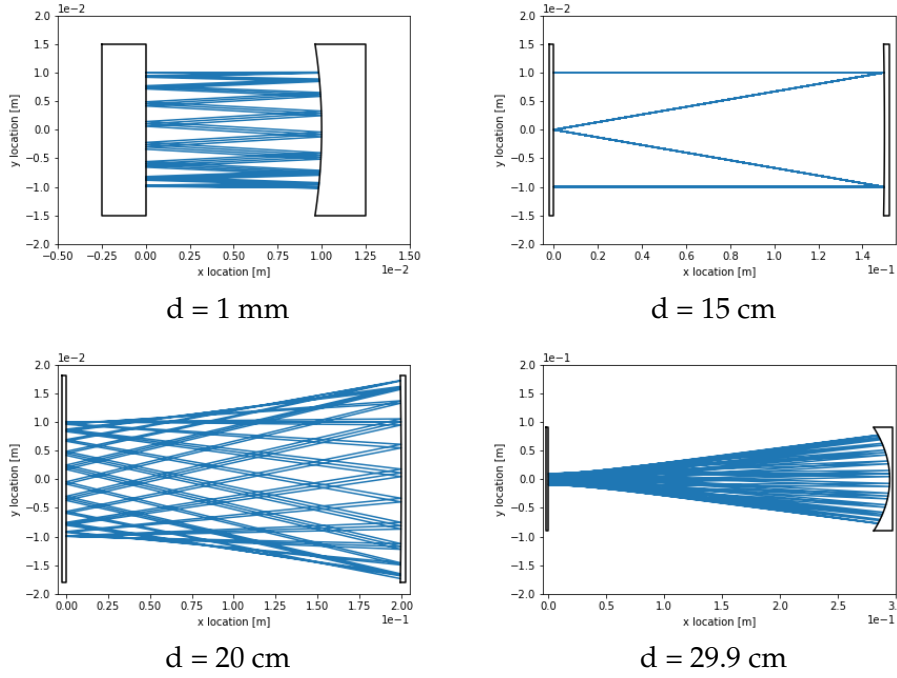 1e−2
2.0
1.5
1.0
0.5
0.0
−0.5
−1.0
−1.5
−2.0
y location [m]
−0.50 −0.25 0.00 0.25 0.50 0.75 1.00 1.25 1.50
x location [m]
1e−2
d = 1 mm
1e−2
2.0
1.5
1.0
0.5
0.0
−0.5
−1.0
−1.5
−2.0
y location [m]
0.0 0.2 0.4 0.6 0.8 1.0 1.2 1.4
x location [m]
1e−1
d = 15 cm
1e−2
2.0
1.5
1.0
0.5
0.0
−0.5
−1.0
−1.5
−2.0
y location [m]
0.00 0.25 0.50 0.75 1.00 1.25 1.50 1.75 2.00
x location [m]
1e−1
d = 20 cm
1e−1
2.0
1.5
1.0
0.5
0.0
−0.5
−1.0
−1.5
−2.0
y location [m]
0.0 0.5 1.0 1.5 2.0 2.5 3.
x location [m]
1e−1
d = 29.9 cm